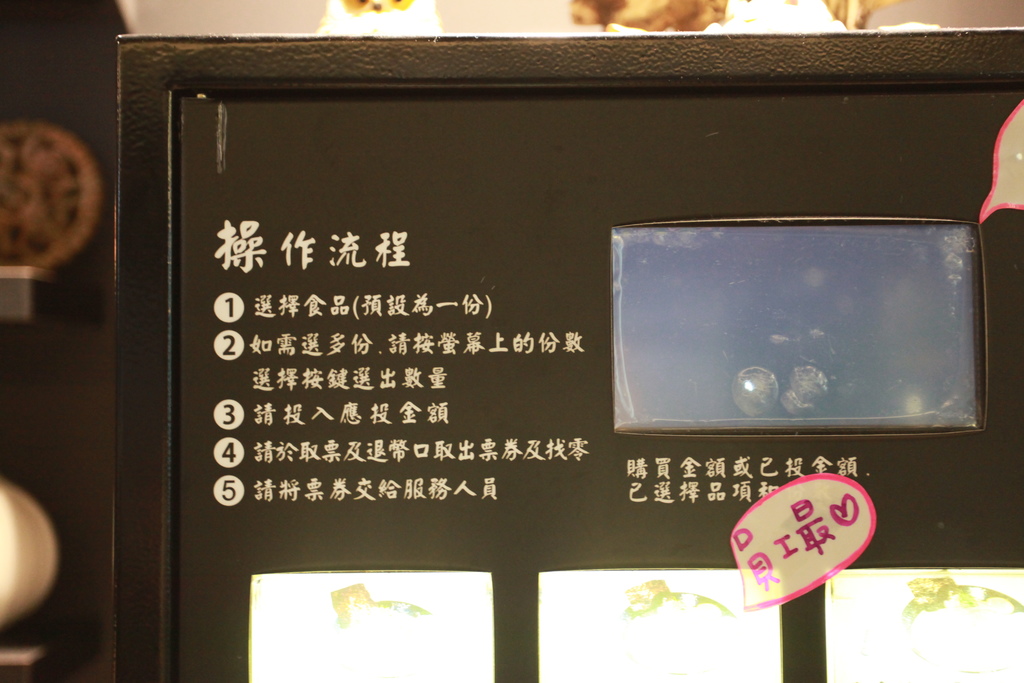 操作流程
1 選擇食品(預設為一份)
2 如需選多份.請按螢幕上的份數
選擇按鍵選出數量
3 請投入應投金額
4 請於取票及退幣口取出票券及找零
5 請將票券交給服務人員
購買金額或已投金額.
已選擇品項和
員工最♡